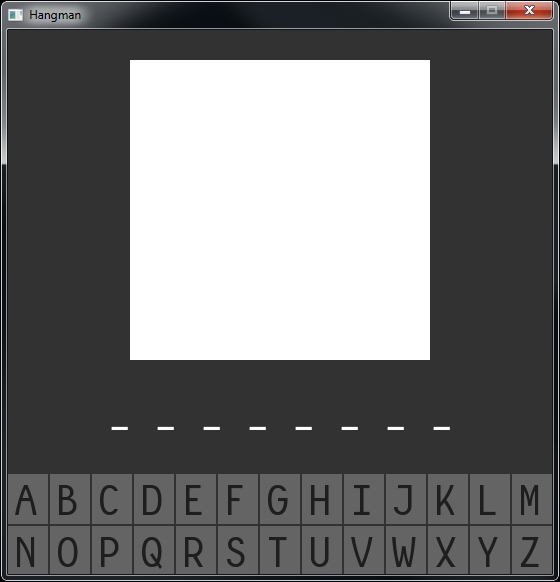 Hangman
_ _ _ _ _ _ _ _
A B C D E F G H I J K L M
N O P Q R S T U V W X Y Z